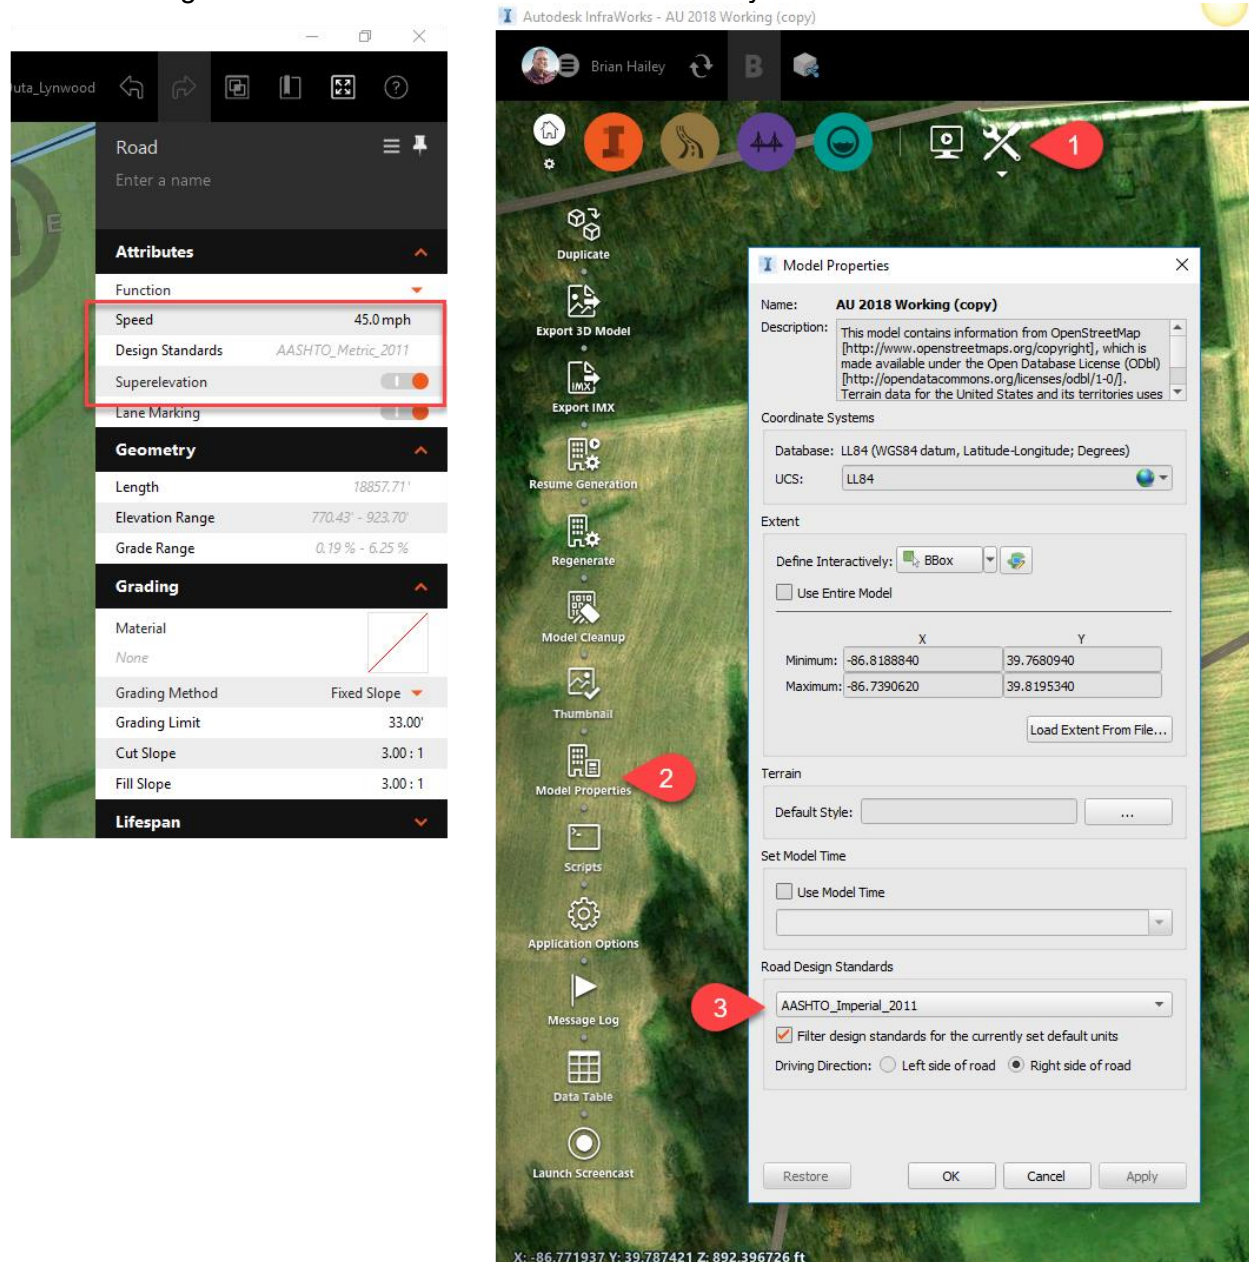 Autodesk InfraWorks - AU 2018 Working (copy)
uta_Lynwood
?
Road
Enter a name
E
Attributes
Function
Speed 45.0 mph
Design Standards AASHTO_Metric_2011
Superelevation
Lane Marking
Geometry
Length 18857.71'
Elevation Range 770.43' - 923.70'
Grade Range 0.19 % - 6.25 %
Grading
Material
None
Grading Method Fixed Slope
Grading Limit 33.00'
Cut Slope 3.00 : 1
Fill Slope 3.00 : 1
Lifespan
Brian Hailey
B
1
Duplicate
Export 3D Model
IMX
Export IMX
Resume Generation
Regenerate
Model Cleanup
Thumbnail
Model Properties
2
Scripts
Application Options
Message Log
Data Table
Launch Screencast
Model Properties
Name: AU 2018 Working (copy)
Description: This model contains information from OpenStreetMap
[http://www.openstreetmaps.org/copyright], which is
made available under the Open Database License (ODbl)
[http://opendatacommons.org/licenses/odbl/1-0/].
Terrain data for the United States and its territories uses
Coordinate Systems
Database: LL84 (WGS84 datum, Latitude-Longitude; Degrees)
UCS: LL84
Extent
Define Interactively: BBox
Use Entire Model
X Y
Minimum: -86.8188840 39.7680940
Maximum: -86.7390620 39.8195340
Load Extent From File...
Terrain
Default Style: ...
Set Model Time
Use Model Time
Road Design Standards
3
AASHTO_Imperial_2011
Filter design standards for the currently set default units
Driving Direction: Left side of road Right side of road
Restore OK Cancel Apply
X: -86.771937 Y: 39.787421 Z: 892.396726 ft